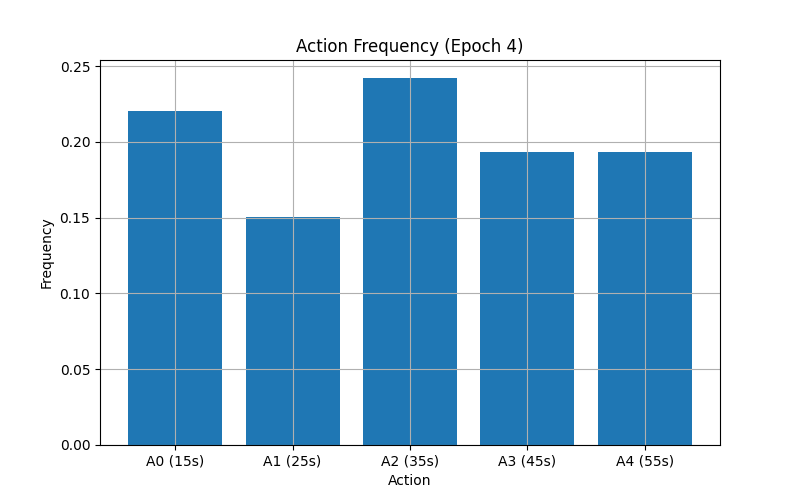 Action Frequency (Epoch 4)
0.25
0.20
0.15
0.10
0.05
0.00
Frequency
A0 (15s) A1 (25s) A2 (35s) A3 (45s) A4 (55s)
Action